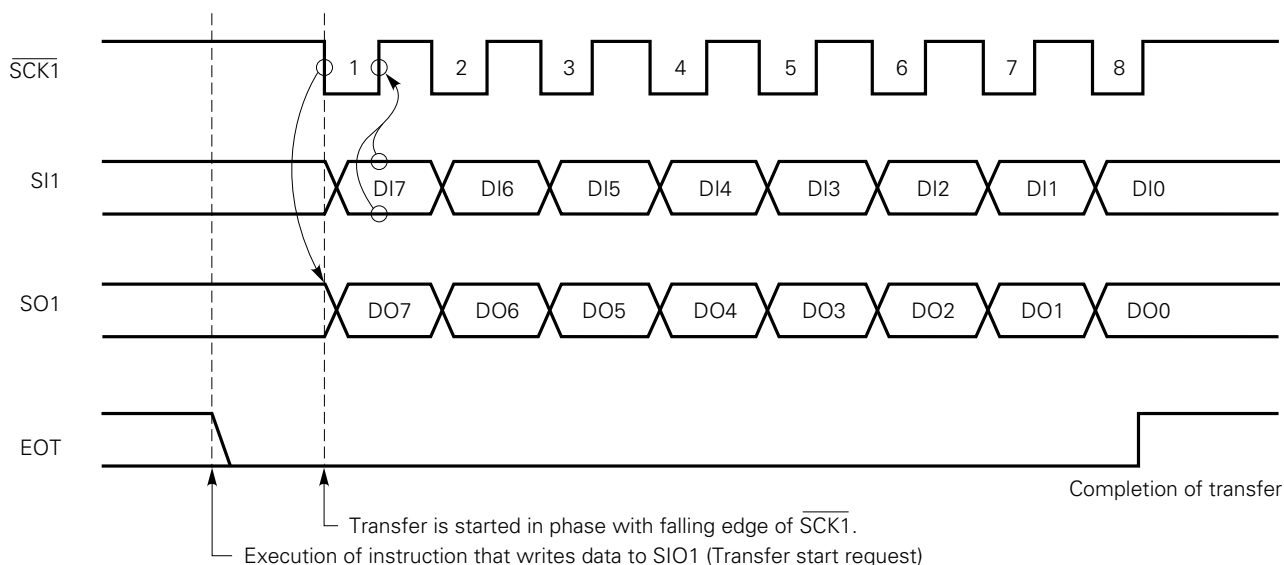 SCK1 1 2 3 4 5 6 7 8
SI1 DI7 DI6 DI5 DI4 DI3 DI2 DI1 DI0
SO1 DO7 DO6 DO5 DO4 DO3 DO2 DO1 DO0
EOT
Completion of transfer
Transfer is started in phase with falling edge of SCK1.
Execution of instruction that writes data to SIO1 (Transfer start request)